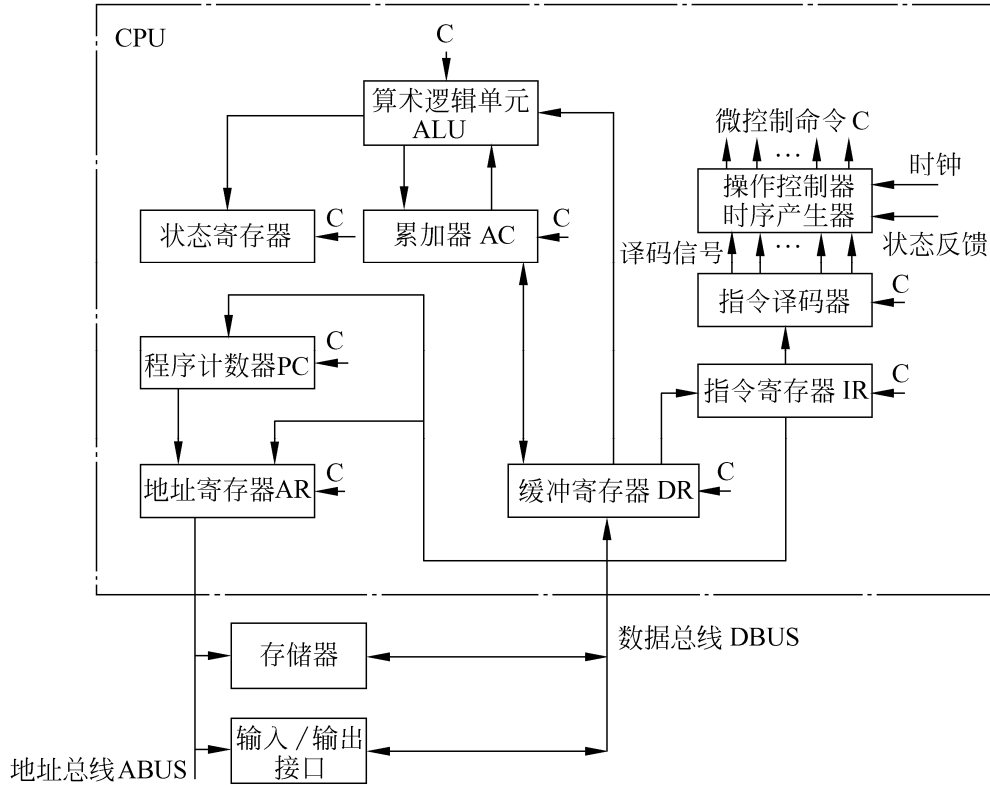 CPU
C
算术逻辑单元
ALU
微控制命令 C
…
时钟
操作控制器
时序产生器
状态反馈
译码信号
…
状态寄存器
C
累加器 AC
C
指令译码器
C
程序计数器PC
C
指令寄存器 IR
C
地址寄存器AR
C
缓冲寄存器 DR
C
数据总线 DBUS
存储器
输入/输出
接口
地址总线ABUS